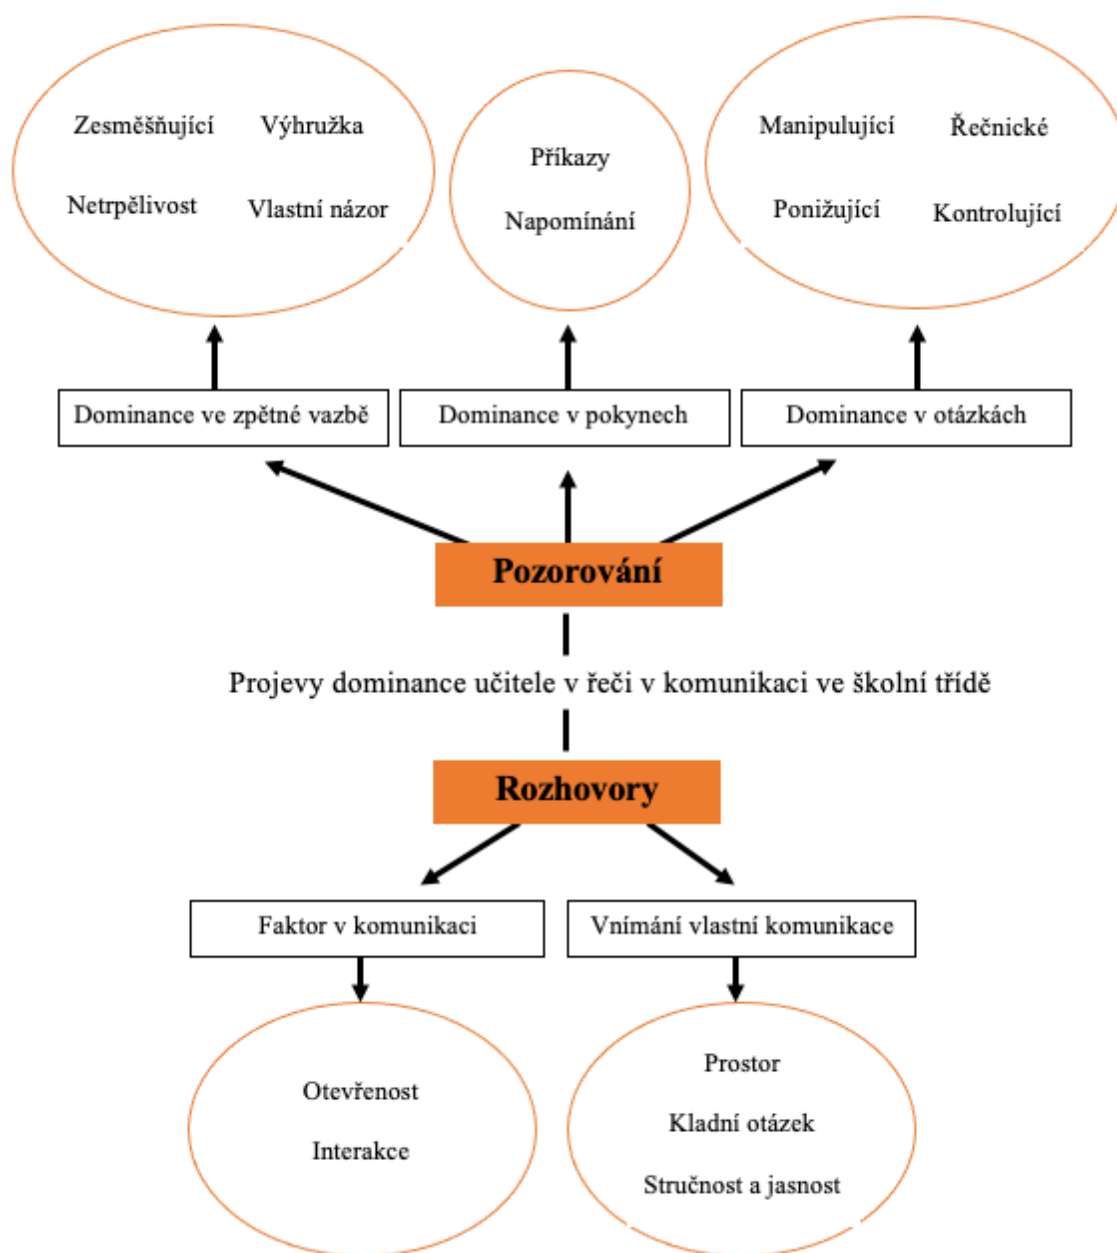 Zesměšňující Výhružka
Netrpělivost Vlastní názor
Příkazy
Napomínání
Manipulující Řečnické
Ponižující Kontrolující
Dominance ve zpětné vazbě
Dominance v pokynech
Dominance v otázkách
Pozorování
Projevy dominance učitele v řeči v komunikaci ve školní třídě
Rozhovory
Faktor v komunikaci
Vnímání vlastní komunikace
Otevřenost
Interakce
Prostor
Kladní otázek
Stručnost a jasnost